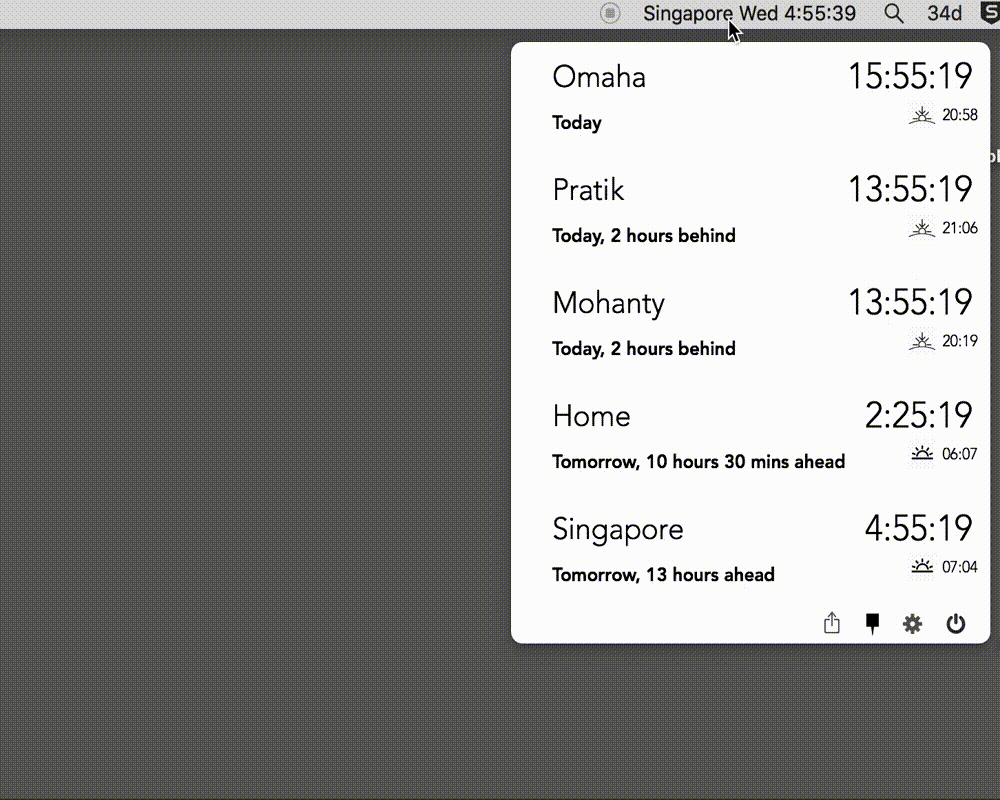 Singapore Wed 4:55:39 34d S
Omaha 15:55:19
Today 20:58
Pratik 13:55:19
Today, 2 hours behind 21:06
Mohanty 13:55:19
Today, 2 hours behind 20:19
Home 2:25:19
Tomorrow, 10 hours 30 mins ahead 06:07
Singapore 4:55:19
Tomorrow, 13 hours ahead 07:04